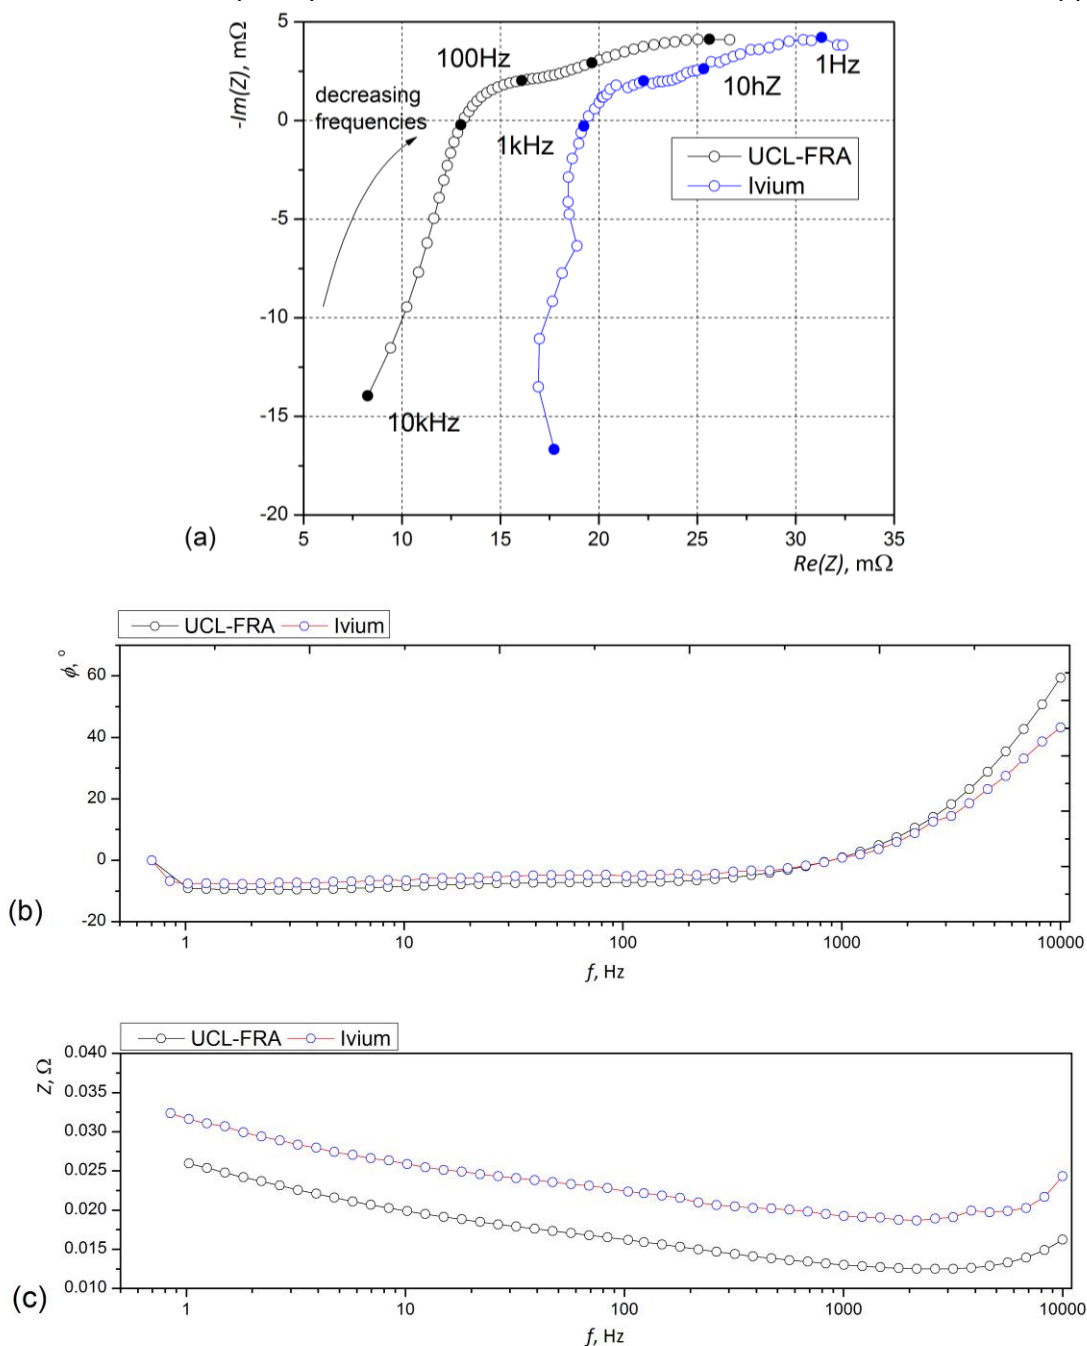 5
0
-5
-10
-15
-20
-Im(Z), mΩ
100Hz
decreasing
frequencies
1kHz
10hZ
1Hz
10kHz
UCL-FRA
Ivium
(a)
5 10 15 20 25 30 35
Re(Z), mΩ
UCL-FRA Ivium
ϕ, °
60
40
20
0
-20
(b)
1 10 100 1000 10000
f, Hz
UCL-FRA Ivium
Z, Ω
0.040
0.035
0.030
0.025
0.020
0.015
0.010
(c)
1 10 100 1000 10000
f, Hz